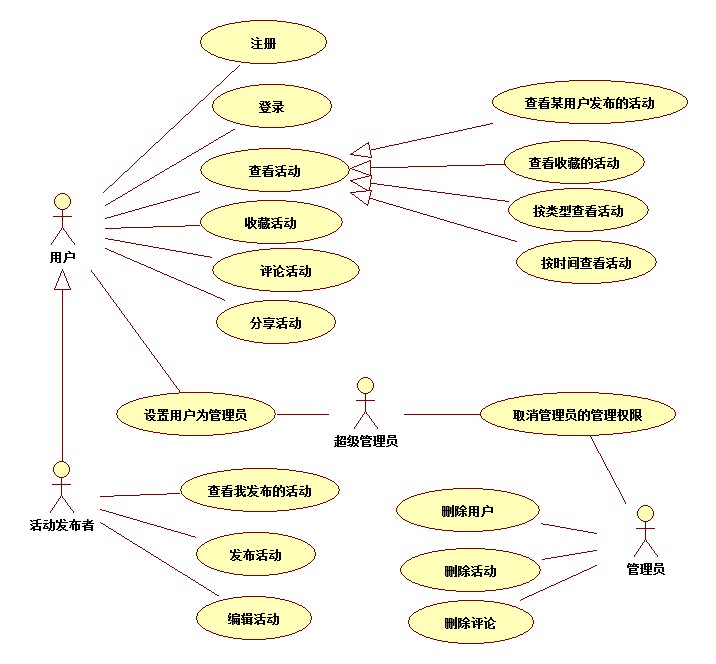 注册
登录
查看活动
收藏活动
评论活动
分享活动
查看某用户发布的活动
查看收藏的活动
按类型查看活动
按时间查看活动
用户
设置用户为管理员
超级管理员
取消管理员的管理权限
活动发布者
查看我发布的活动
发布活动
编辑活动
删除用户
删除活动
删除评论
管理员